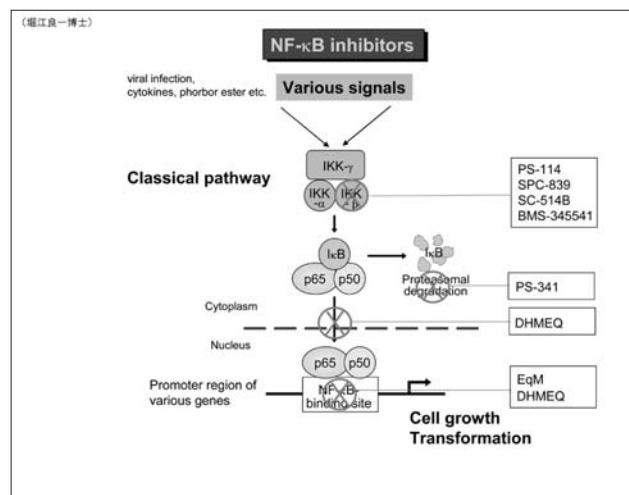 (堀江良一博士)
NF-κB inhibitors
viral infection,
cytokines, phorbor ester etc.
Various signals
IKK-γ
Classical pathway
IKK
-α
IKK
-β
PS-114
SPC-839
SC-514B
BMS-345541
IκB
p65
p50
IκB
Proteasomal
degradation
PS-341
Cytoplasm
DHMEQ
Nucleus
p65
p50
Promoter region of
various genes
NF-κB-
binding site
EqM
DHMEQ
Cell growth
Transformation